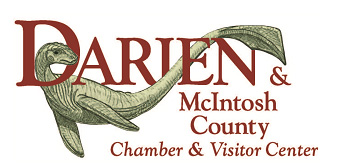 DARIEN &
McIntosh
County
Chamber & Visitor Center